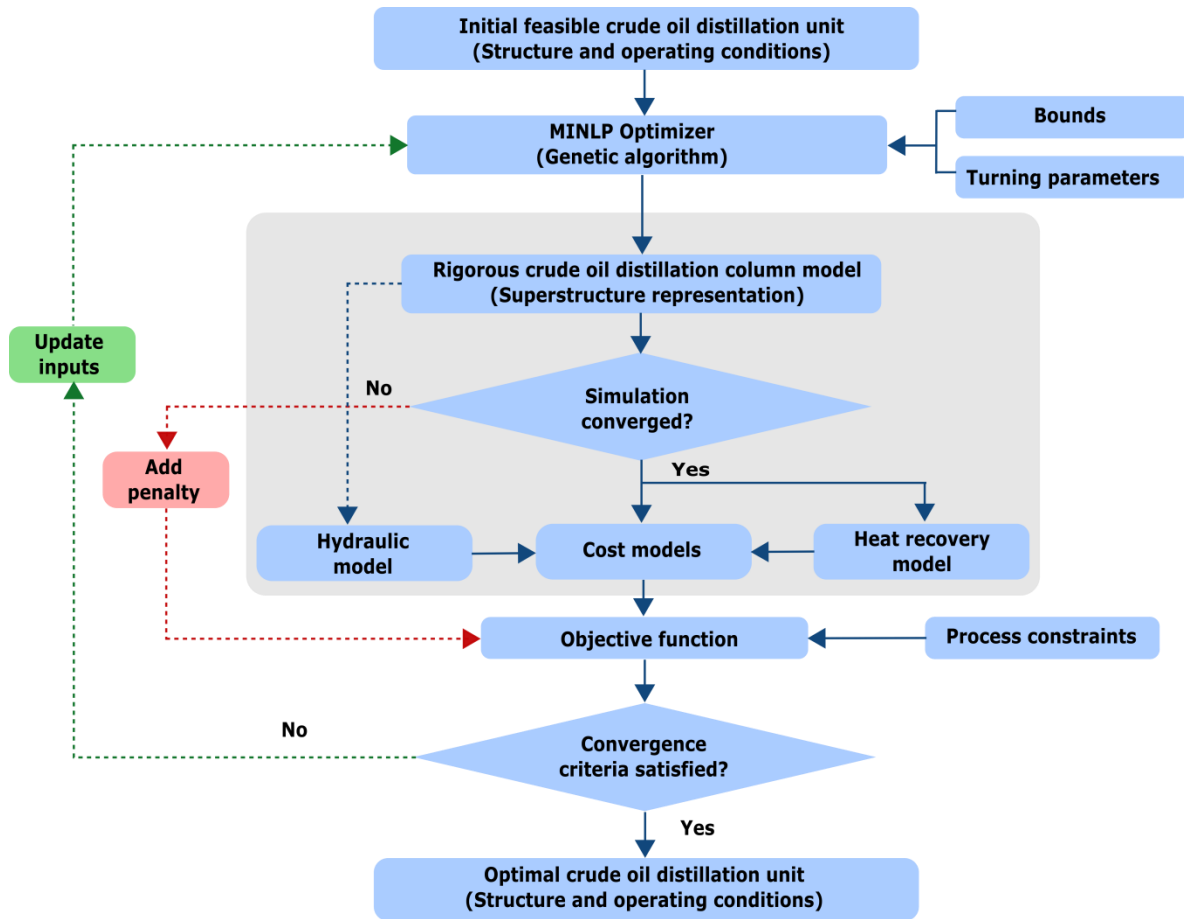 Initial feasible crude oil distillation unit
(Structure and operating conditions)
MINLP Optimizer
(Genetic algorithm)
Bounds
Turning parameters
Rigorous crude oil distillation column model
(Superstructure representation)
Update
inputs
No
Simulation
converged?
Add
penalty
Yes
Hydraulic
model
Cost models
Heat recovery
model
Objective function
Process constraints
No
Convergence
criteria satisfied?
Yes
Optimal crude oil distillation unit
(Structure and operating conditions)